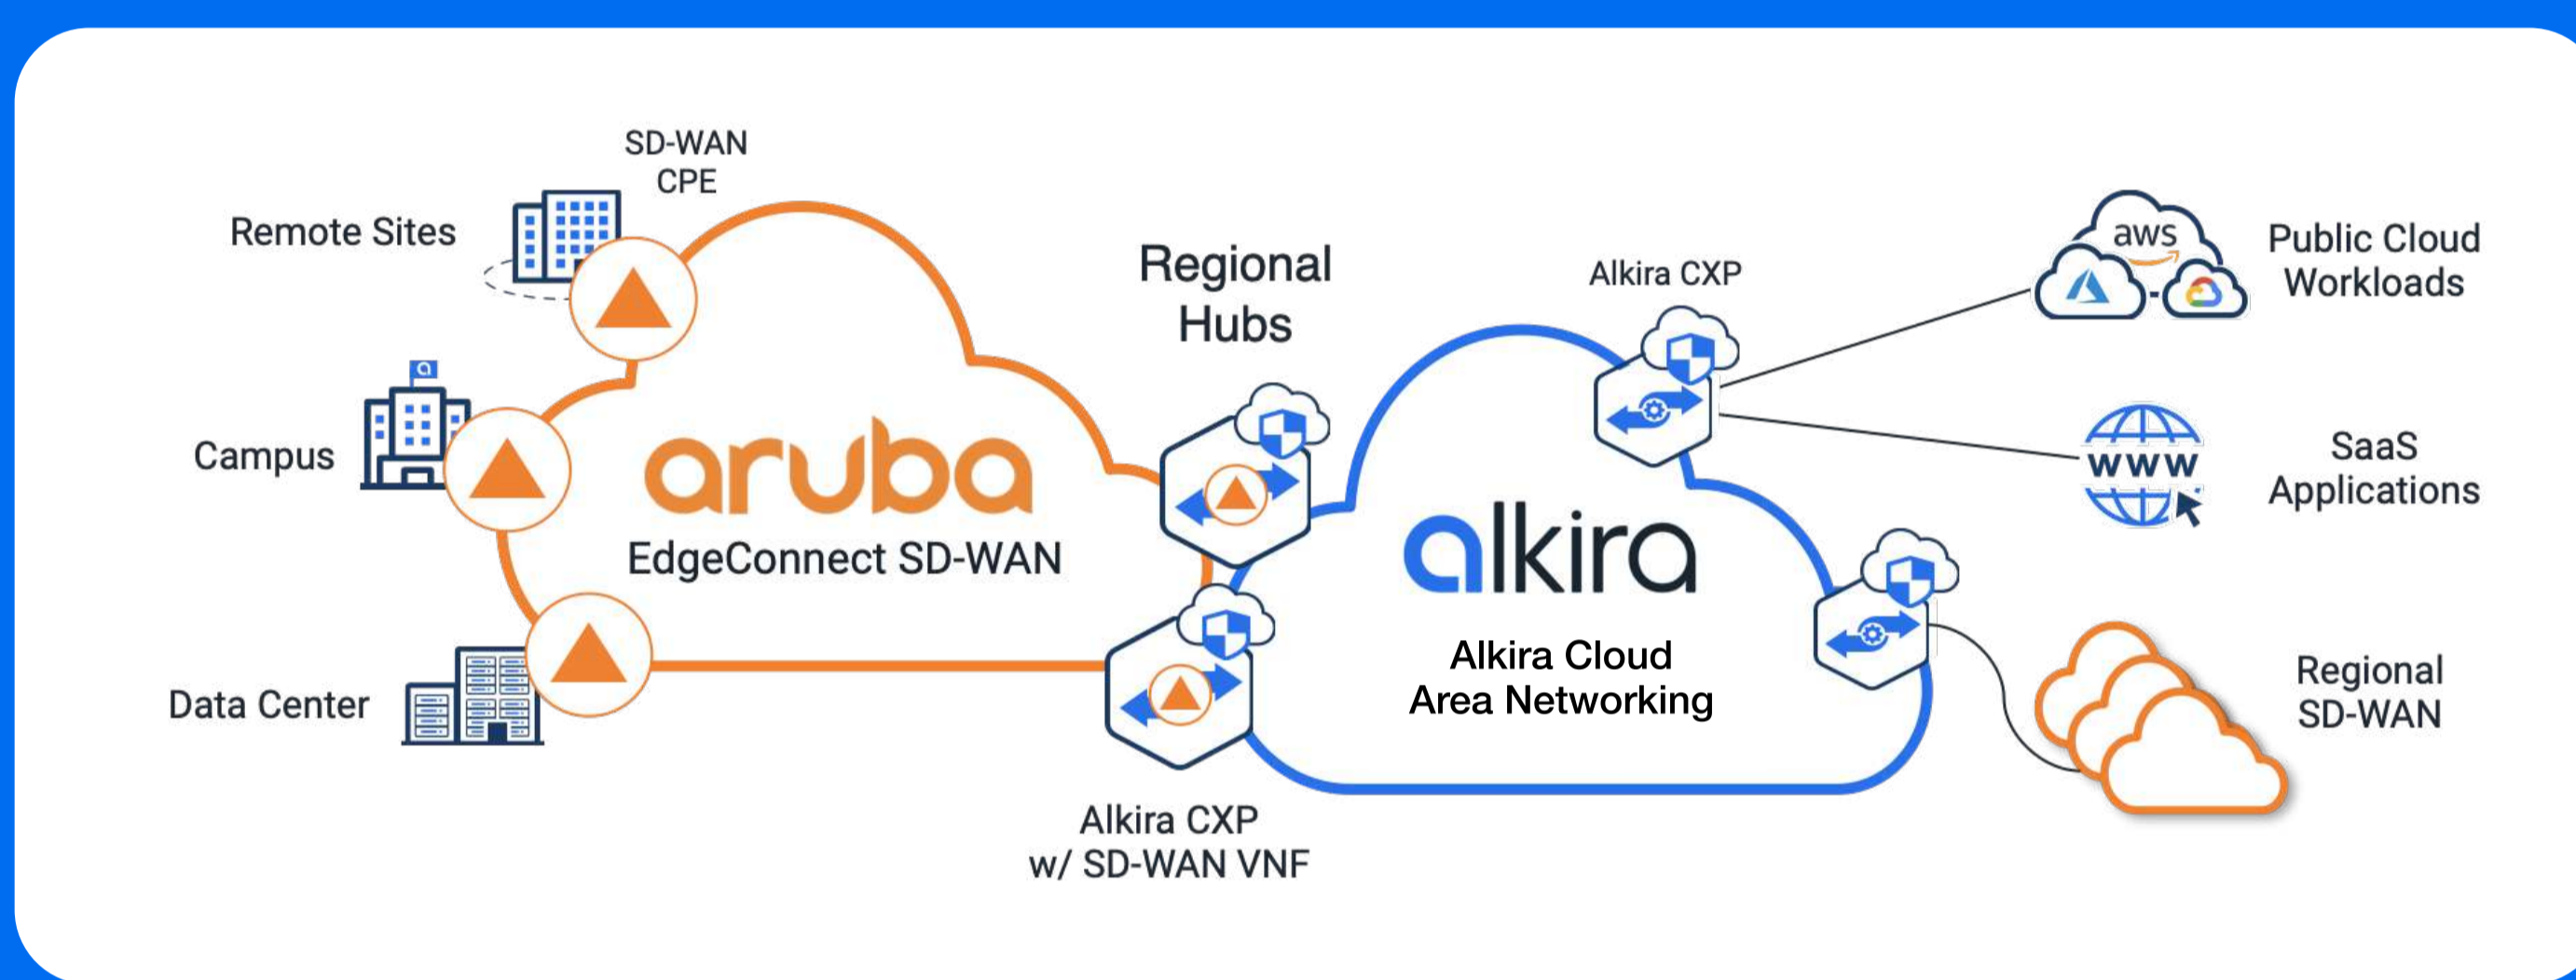 SD-WAN
CPE
Remote Sites
Campus
Data Center
aruba
EdgeConnect SD-WAN
Regional
Hubs
Alkira CXP
w/ SD-WAN VNF
Alkira CXP
alkira
Alkira Cloud
Area Networking
aws
Public Cloud
Workloads
www
SaaS
Applications
Regional
SD-WAN